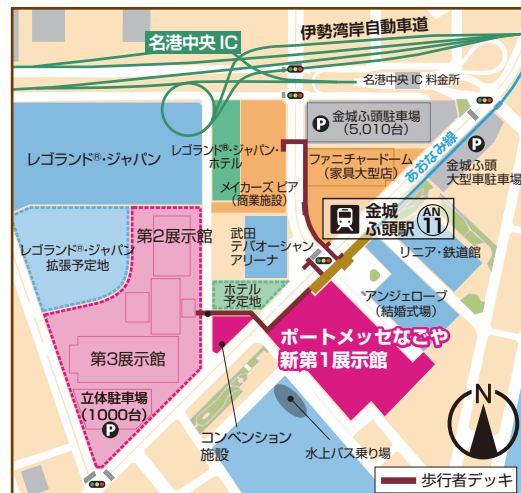 伊勢湾岸自動車道
名港中央 IC
名港中央 IC 料金所
P
金城ふ頭駐車場
(5,010台)
レゴランド®・ジャパン
レゴランド®・ジャパン・
ホテル
ファニチャードーム
(家具大型店)
あおなみ線
P
金城ふ頭
大型車駐車場
メイカーズ ピア
(商業施設)
金城
ふ頭駅
AN
11
第2展示館
武田
テバオーシャン
アリーナ
レゴランド®・ジャパン
拡張予定地
リニア・鉄道館
ホテル
予定地
アンジェローブ
(結婚式場)
ポートメッセなごや
新第1展示館
第3展示館
立体駐車場
(1000台)
P
コンベンション
施設
水上バス乗り場
N
歩行者デッキ